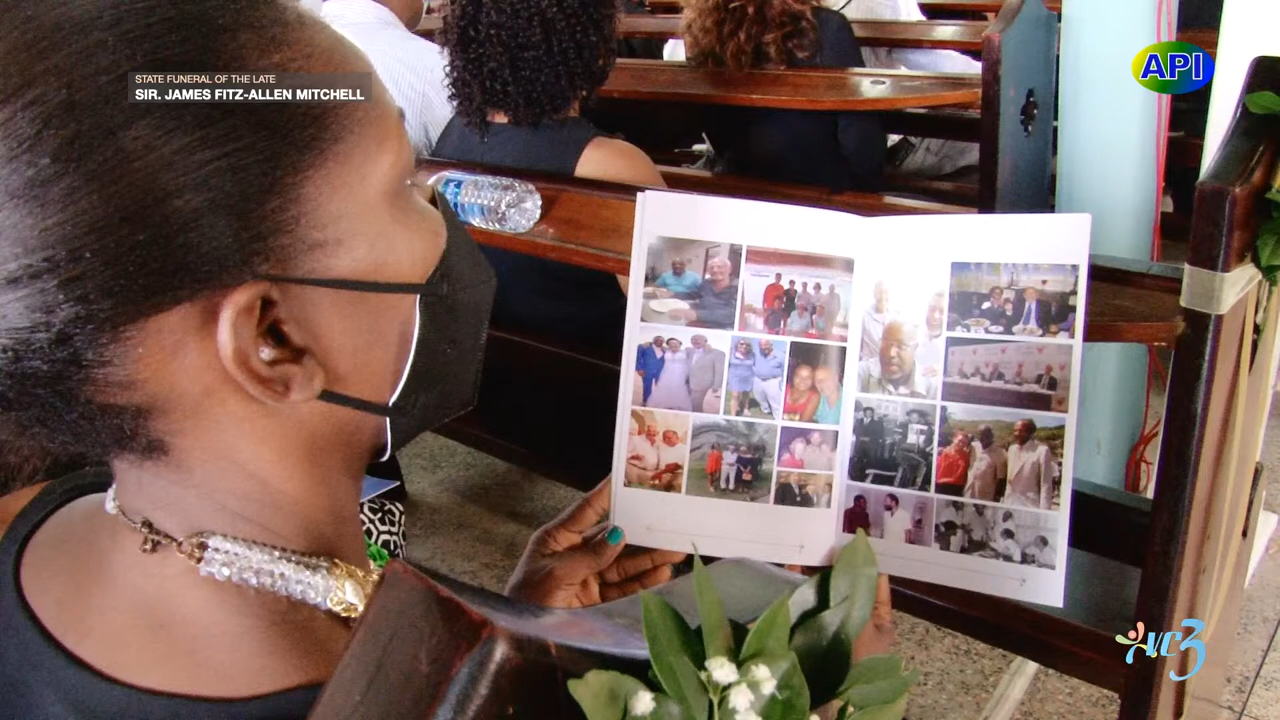 STATE FUNERAL OF THE LATE
SIR. JAMES FITZ-ALLEN MITCHELL
API
VC3